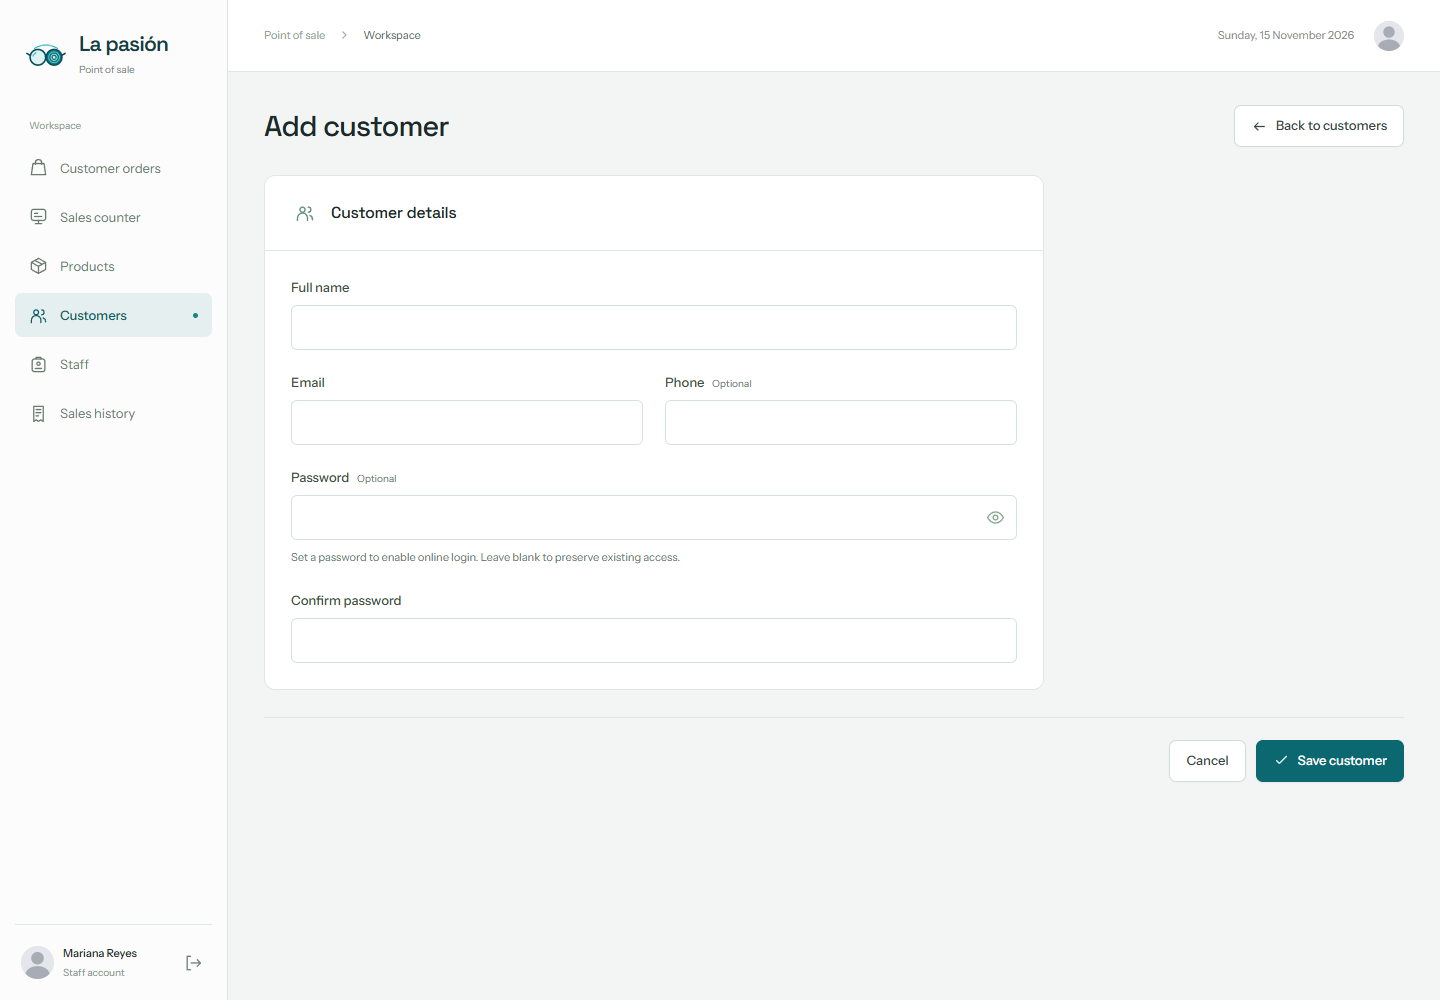 La pasión
Point of sale
Workspace
Customer orders
Sales counter
Products
Customers
Staff
Sales history
Mariana Reyes
Staff account
Point of sale
Workspace
Sunday, 15 November 2026
Add customer
Back to customers
Customer details
Full name
Email
Phone Optional
Password Optional
Set a password to enable online login. Leave blank to preserve existing access.
Confirm password
Cancel
Save customer